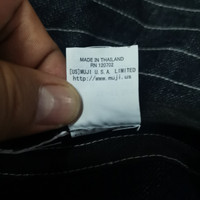 MADE IN THAILAND
RN 120702
[US]MUJI U.S.A. LIMITED
http://www.muji.us